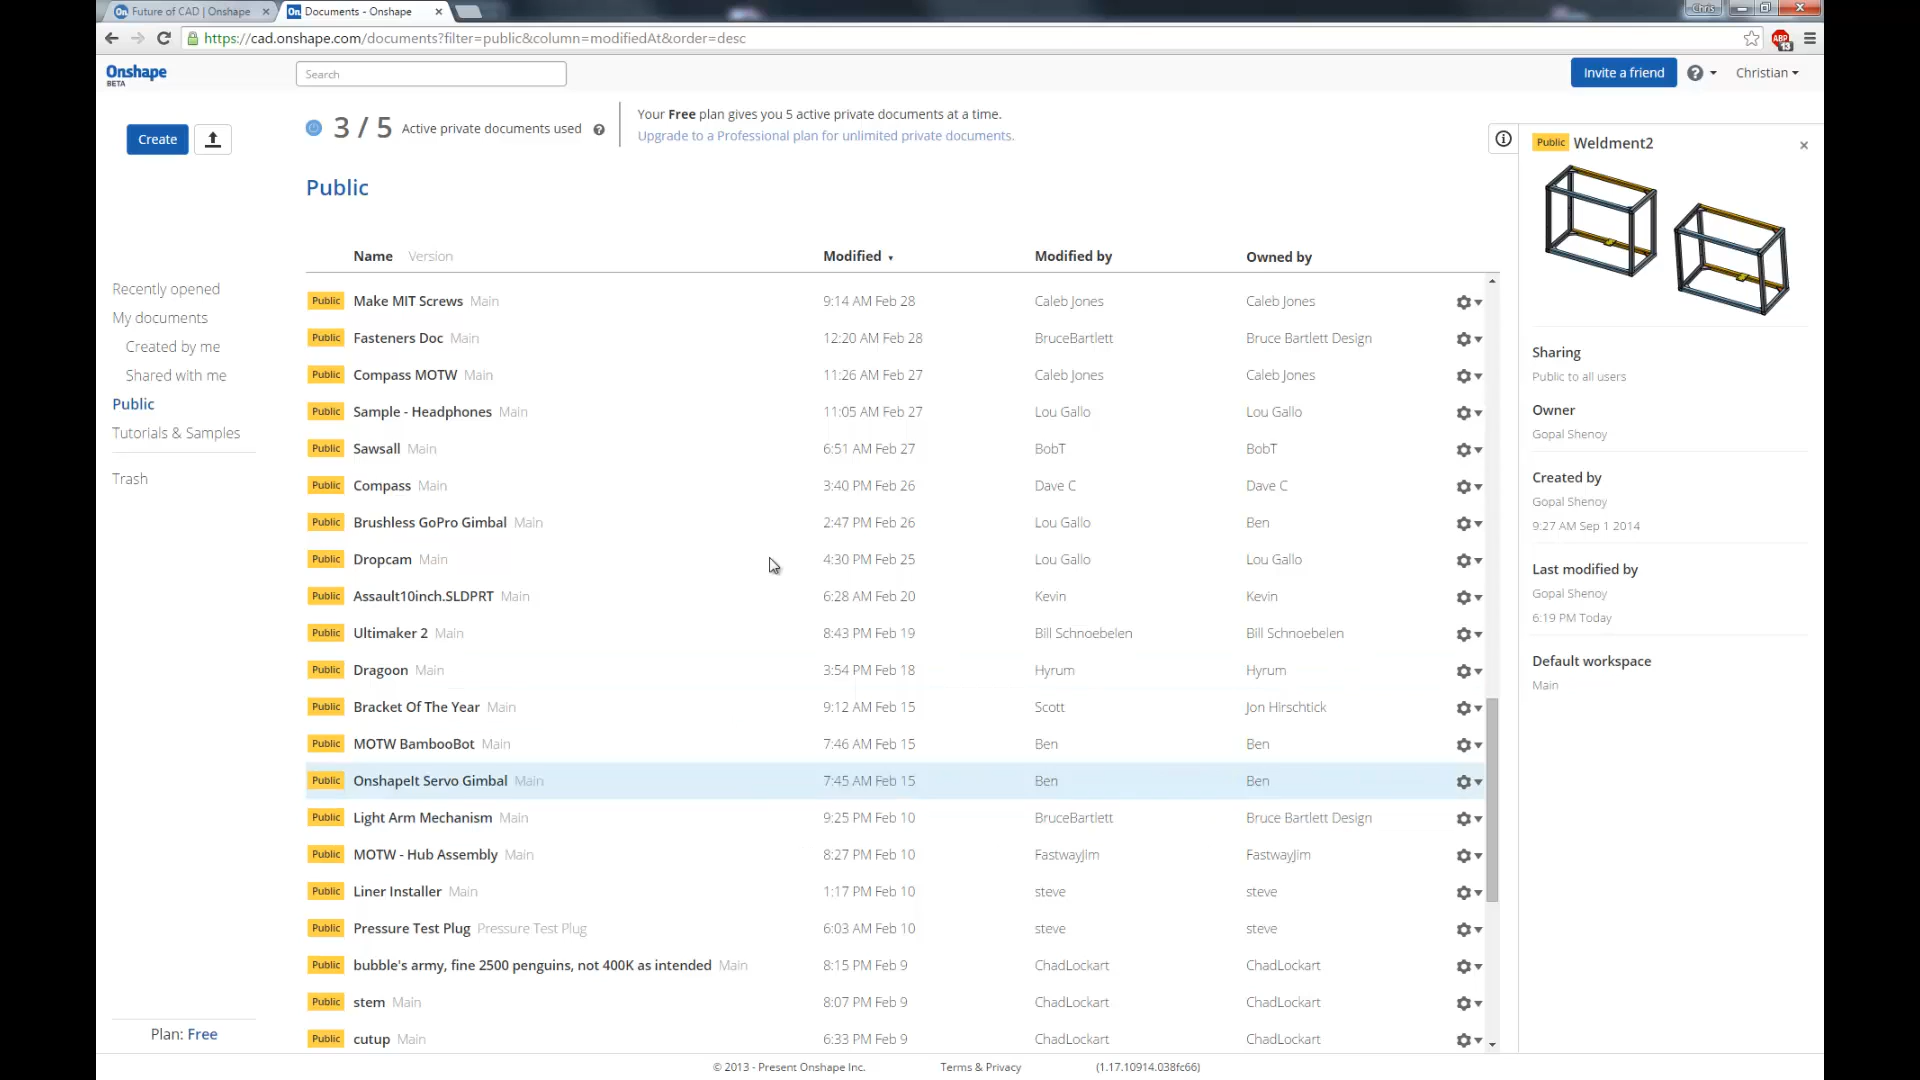 Future of CAD | Onshape
Documents - Onshape
Chris
https://cad.onshape.com/documents?filter=public&column=modifiedAt&order=desc
ABP
13
Onshape
BETA
Search
Invite a friend
Christian
Create
3 / 5 Active private documents used
Your Free plan gives you 5 active private documents at a time.
Upgrade to a Professional plan for unlimited private documents.
Public Weldment2
Public
Name Version Modified Modified by Owned by
Recently opened
My documents
Created by me
Shared with me
Public
Tutorials & Samples
Trash
Public Make MIT Screws Main 9:14 AM Feb 28 Caleb Jones Caleb Jones
Public Fasteners Doc Main 12:20 AM Feb 28 BruceBartlett Bruce Bartlett Design
Public Compass MOTW Main 11:26 AM Feb 27 Caleb Jones Caleb Jones
Public Sample - Headphones Main 11:05 AM Feb 27 Lou Gallo Lou Gallo
Public Sawsall Main 6:51 AM Feb 27 BobT BobT
Public Compass Main 3:40 PM Feb 26 Dave C Dave C
Public Brushless GoPro Gimbal Main 2:47 PM Feb 26 Lou Gallo Ben
Public Dropcam Main 4:30 PM Feb 25 Lou Gallo Lou Gallo
Public Assault10inch.SLDPRT Main 6:28 AM Feb 20 Kevin Kevin
Public Ultimaker 2 Main 8:43 PM Feb 19 Bill Schnoebelen Bill Schnoebelen
Public Dragoon Main 3:54 PM Feb 18 Hyrum Hyrum
Public Bracket Of The Year Main 9:12 AM Feb 15 Scott Jon Hirschtick
Public MOTW BambooBot Main 7:46 AM Feb 15 Ben Ben
Public OnshapeIt Servo Gimbal Main 7:45 AM Feb 15 Ben Ben
Public Light Arm Mechanism Main 9:25 PM Feb 10 BruceBartlett Bruce Bartlett Design
Public MOTW - Hub Assembly Main 8:27 PM Feb 10 FastwayJim FastwayJim
Public Liner Installer Main 1:17 PM Feb 10 steve steve
Public Pressure Test Plug Pressure Test Plug 6:03 AM Feb 10 steve steve
Public bubble's army, fine 2500 penguins, not 400K as intended Main 8:15 PM Feb 9 ChadLockart ChadLockart
Public stem Main 8:07 PM Feb 9 ChadLockart ChadLockart
Public cutup Main 6:33 PM Feb 9 ChadLockart ChadLockart
Sharing
Public to all users
Owner
Gopal Shenoy
Created by
Gopal Shenoy
9:27 AM Sep 1 2014
Last modified by
Gopal Shenoy
6:19 PM Today
Default workspace
Main
Plan: Free
© 2013 - Present Onshape Inc. Terms & Privacy (1.17.10914.038fc66)